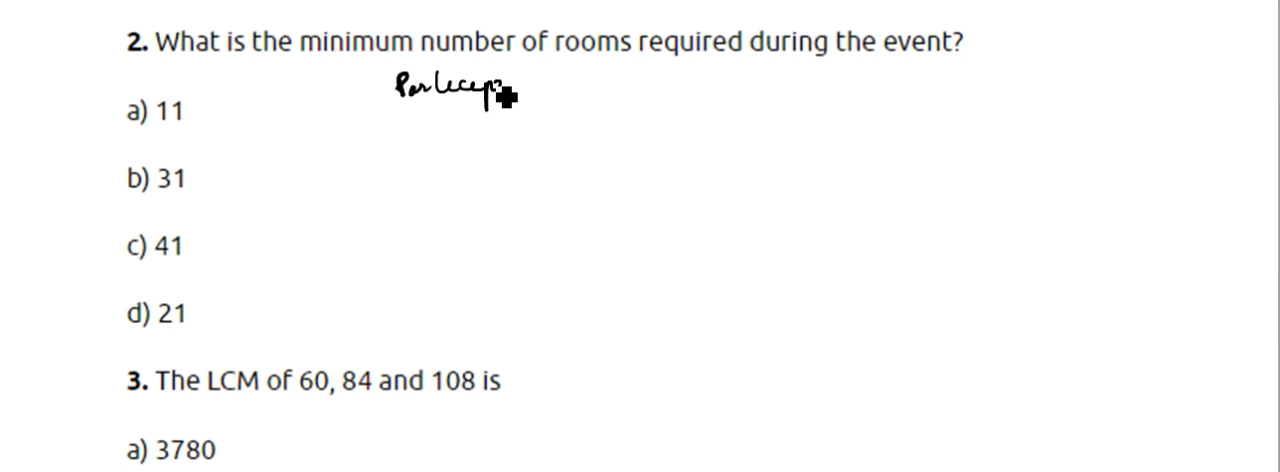 2. What is the minimum number of rooms required during the event?
a) 11
b) 31
c) 41
d) 21
3. The LCM of 60, 84 and 108 is
a) 3780